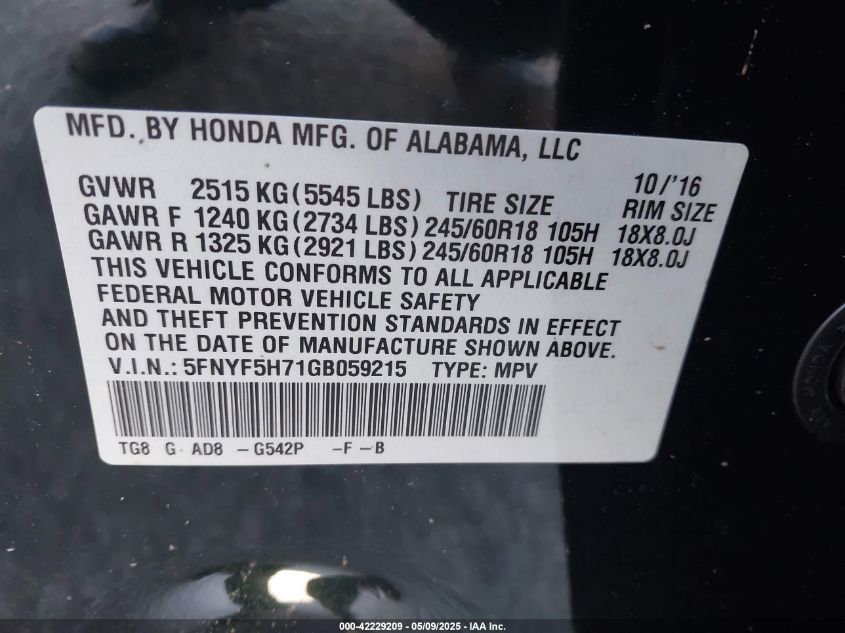 MFD. BY HONDA MFG. OF ALABAMA, LLC
10/'16
GVWR 2515 KG(5545 LBS) TIRE SIZE RIM SIZE
GAWR F 1240 KG(2734 LBS) 245/60R18 105H 18X8.0J
GAWR R 1325 KG(2921 LBS) 245/60R18 105H 18X8.0J
THIS VEHICLE CONFORMS TO ALL APPLICABLE
FEDERAL MOTOR VEHICLE SAFETY
AND THEFT PREVENTION STANDARDS IN EFFECT
ON THE DATE OF MANUFACTURE SHOWN ABOVE.
V.I.N.: 5FNYF5H71GB059215 TYPE: MPV
TG8 G AD8 -G542P -F -B
000-42229209 - 05/09/2025 - IAA Inc.